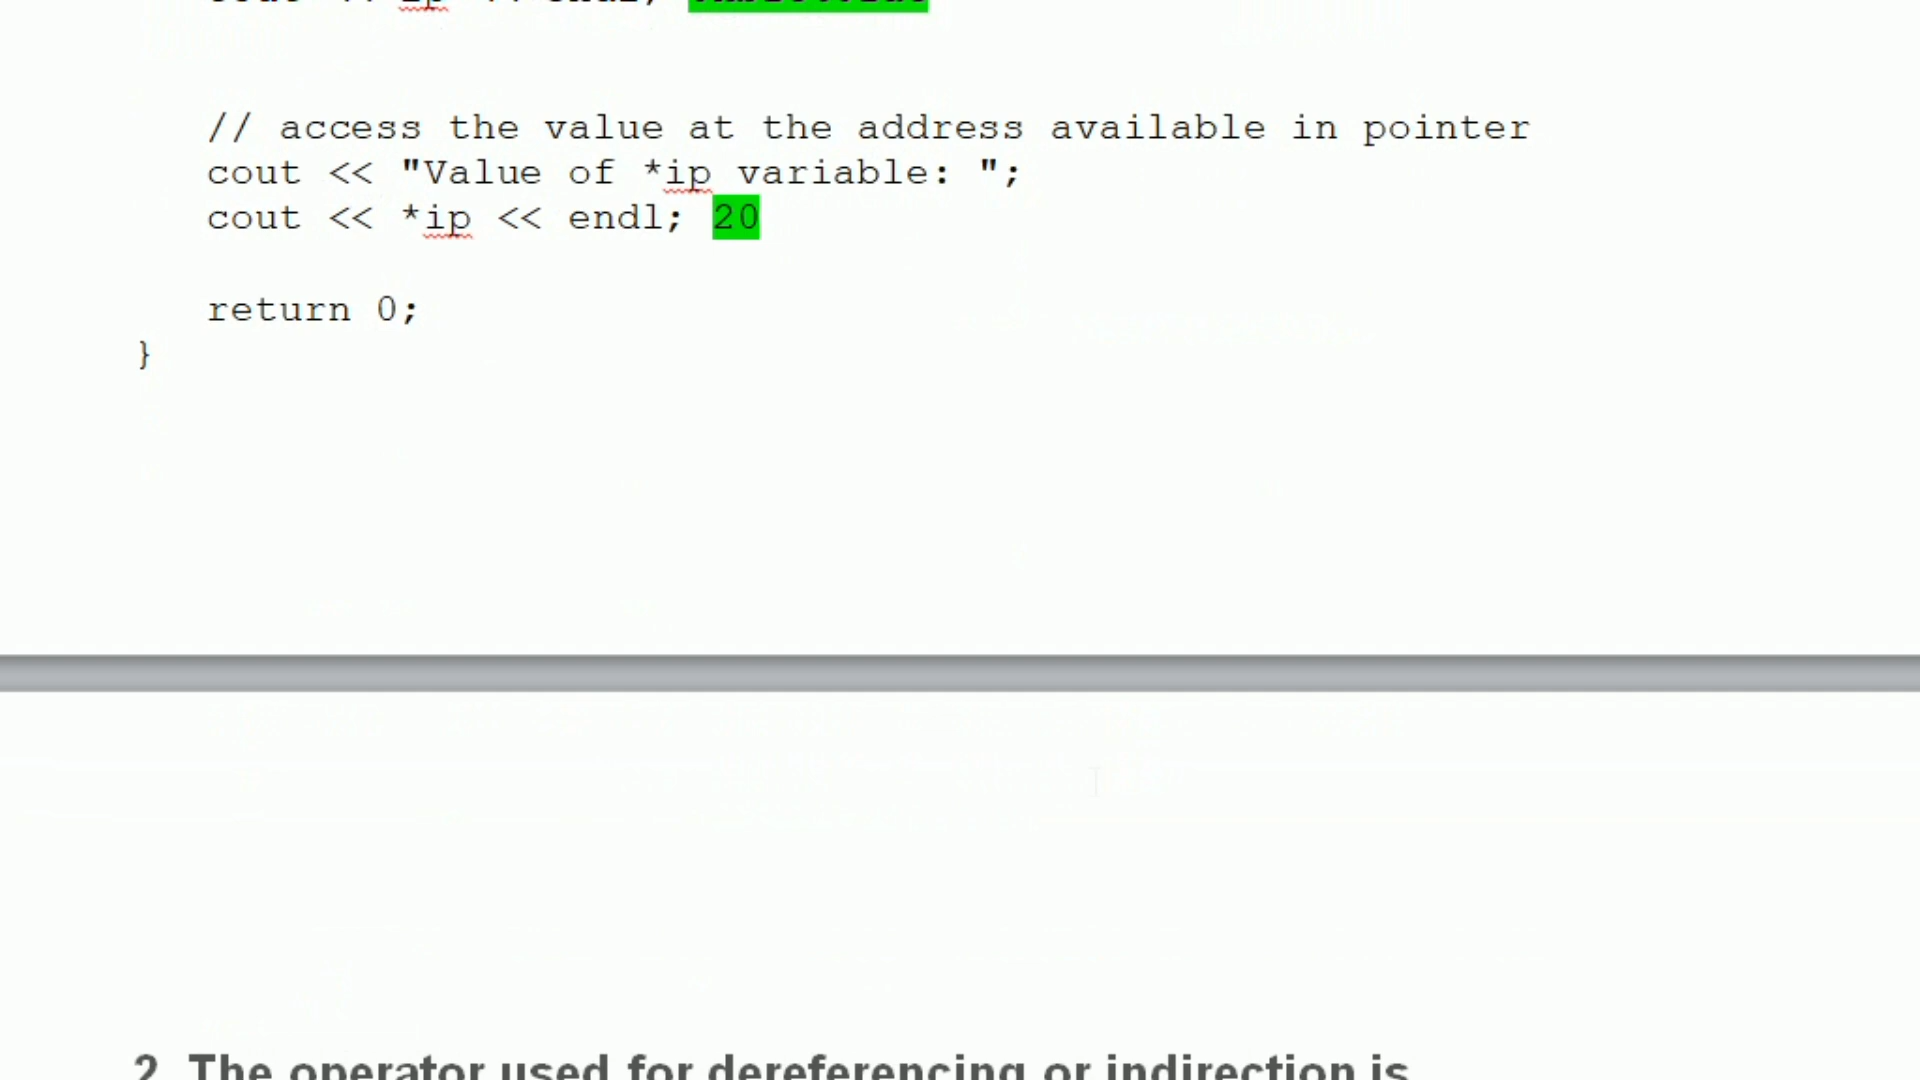 // access the value at the address available in pointer
cout << "Value of *ip variable: ";
cout << *ip << endl; 20
return 0;
}
2. The operator used for dereferencing or indirection is